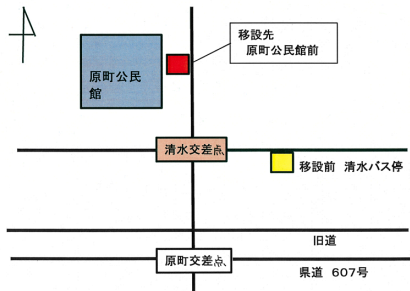 移設先
原町公民館前
原町公民
館
清水交差点
移設前 清水バス停
旧道
原町交差点
県道 607号